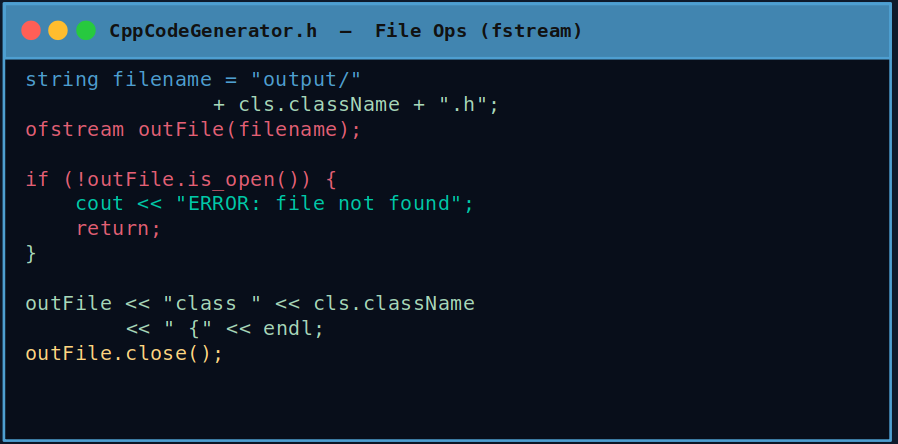 CppCodeGenerator.h — File Ops (fstream)
string filename = "output/"
+ cls.className + ".h";
ofstream outFile(filename);
if (!outFile.is_open()) {
cout << "ERROR: file not found";
return;
}
outFile << "class " << cls.className
<< " {" << endl;
outFile.close();